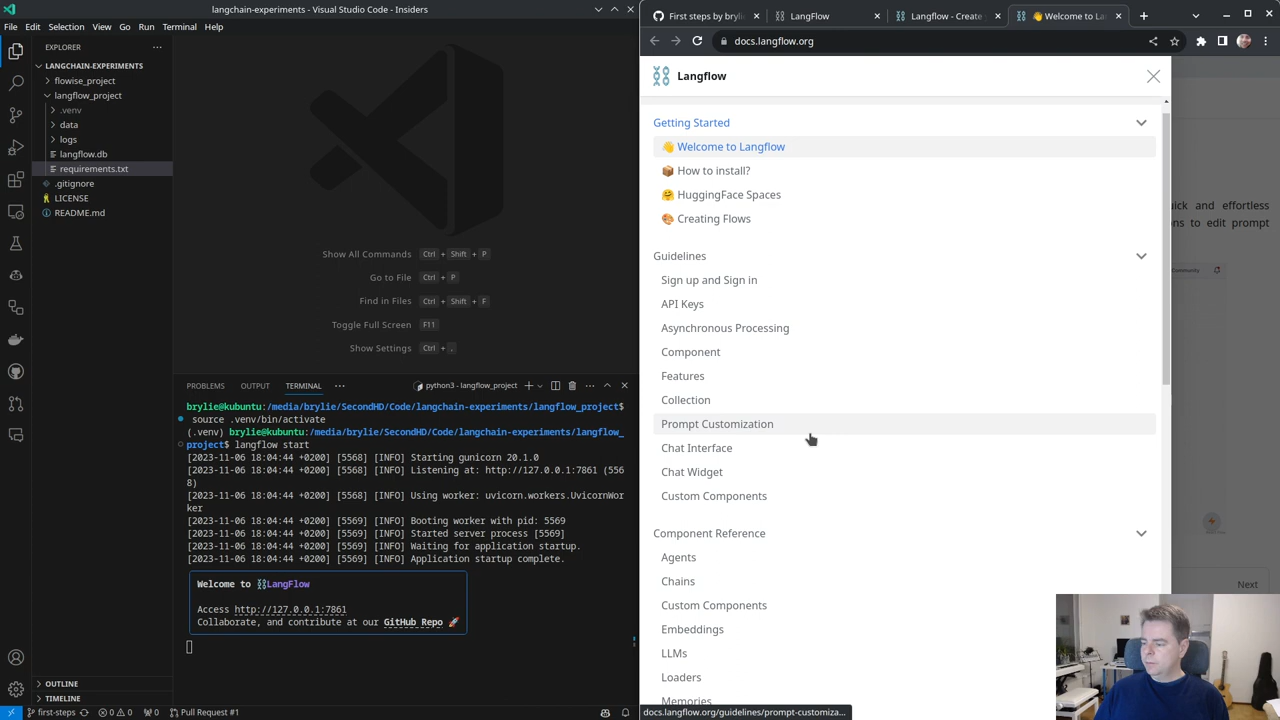 langchain-experiments - Visual Studio Code - Insiders
File Edit Selection View Go Run Terminal Help
EXPLORER
LANGCHAIN-EXPERIMENTS
flowise_project
langflow_project
.venv
data
logs
langflow.db
requirements.txt
.gitignore
LICENSE
README.md
OUTLINE
TIMELINE
Show All Commands Ctrl + Shift + P
Go to File Ctrl + P
Find in Files Ctrl + Shift + F
Toggle Full Screen F11
Show Settings Ctrl + ,
PROBLEMS OUTPUT TERMINAL python3 - langflow_project
brylie@kubuntu:/media/brylie/SecondHD/Code/langchain-experiments/langflow_project$
source .venv/bin/activate
(.venv) brylie@kubuntu:/media/brylie/SecondHD/Code/langchain-experiments/langflow_
project$ langflow start
[2023-11-06 18:04:44 +0200] [5568] [INFO] Starting gunicorn 20.1.0
[2023-11-06 18:04:44 +0200] [5568] [INFO] Listening at: http://127.0.0.1:7861 (556
8)
[2023-11-06 18:04:44 +0200] [5568] [INFO] Using worker: uvicorn.workers.UvicornWor
ker
[2023-11-06 18:04:44 +0200] [5569] [INFO] Booting worker with pid: 5569
[2023-11-06 18:04:44 +0200] [5569] [INFO] Started server process [5569]
[2023-11-06 18:04:44 +0200] [5569] [INFO] Waiting for application startup.
[2023-11-06 18:04:44 +0200] [5569] [INFO] Application startup complete.
Welcome to ⛓LangFlow
Access http://127.0.0.1:7861
Collaborate, and contribute at our GitHub Repo 🚀
first-steps 0 0 0 Pull Request #1
First steps by brylie LangFlow Langflow - Create 👋 Welcome to Lan
docs.langflow.org
Langflow
Getting Started
👋 Welcome to Langflow
📦 How to install?
🤗 HuggingFace Spaces
🎨 Creating Flows
Guidelines
Sign up and Sign in
API Keys
Asynchronous Processing
Component
Features
Collection
Prompt Customization
Chat Interface
Chat Widget
Custom Components
Component Reference
Agents
Chains
Custom Components
Embeddings
LLMs
Loaders
Memories
docs.langflow.org/guidelines/prompt-customiza...
and effortless
to edit prompt
Community
Next